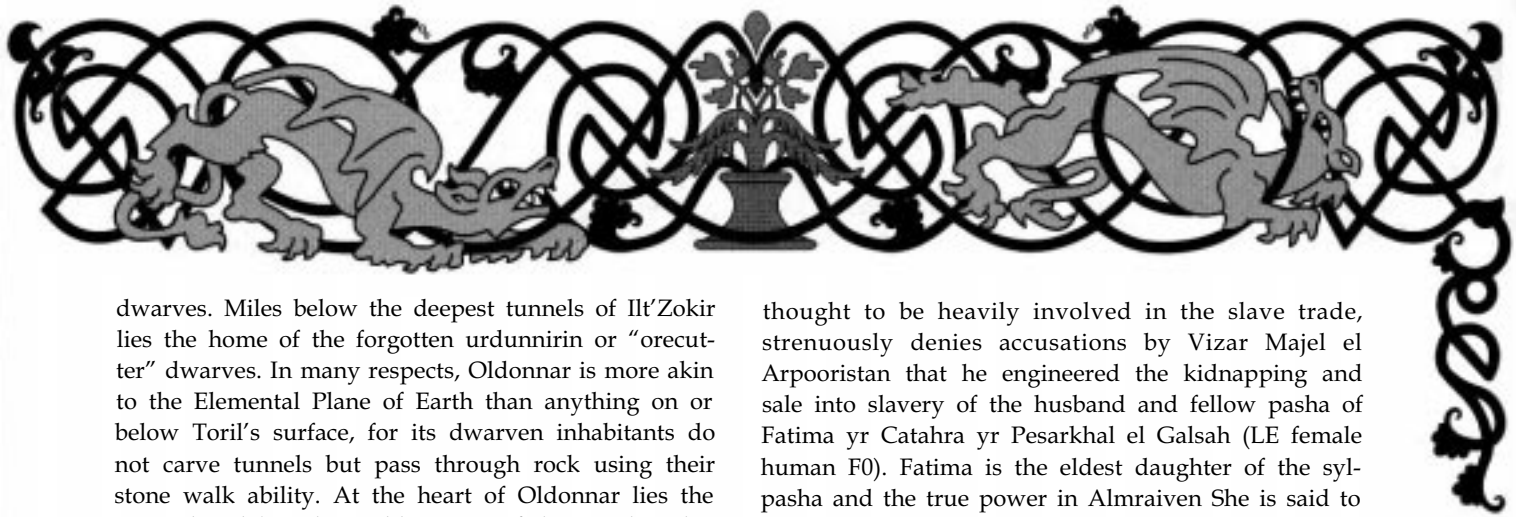 dwarves. Miles below the deepest tunnels of Ilt’Zokir
lies the home of the forgotten urdunnirin or “orecut-
ter” dwarves. In many respects, Oldonnar is more akin
to the Elemental Plane of Earth than anything on or
below Toril’s surface, for its dwarven inhabitants do
not carve tunnels but pass through rock using their
stone walk ability. At the heart of Oldonnar lies the
thought to be heavily involved in the slave trade,
strenuously denies accusations by Vizar Majel el
Arpooristan that he engineered the kidnapping and
sale into slavery of the husband and fellow pasha of
Fatima yr Catahra yr Pesarkhal el Galsah (LE female
human F0). Fatima is the eldest daughter of the syl-
pasha and the true power in Almraiven She is said to